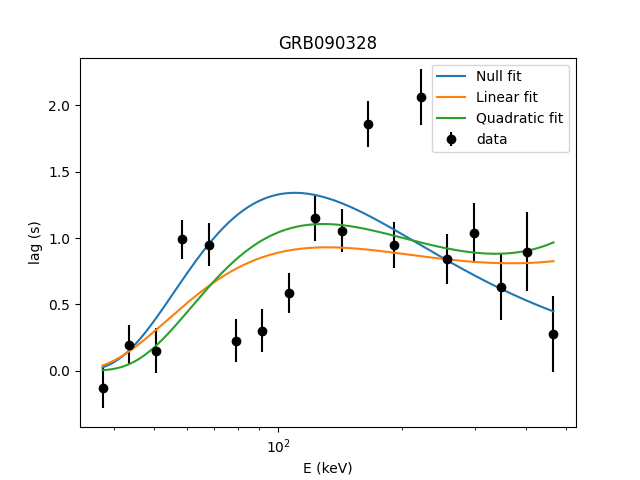 GRB090328
Null fit
Linear fit
Quadratic fit
data
lag (s)
2.0
1.5
1.0
0.5
0.0
10²
E (keV)